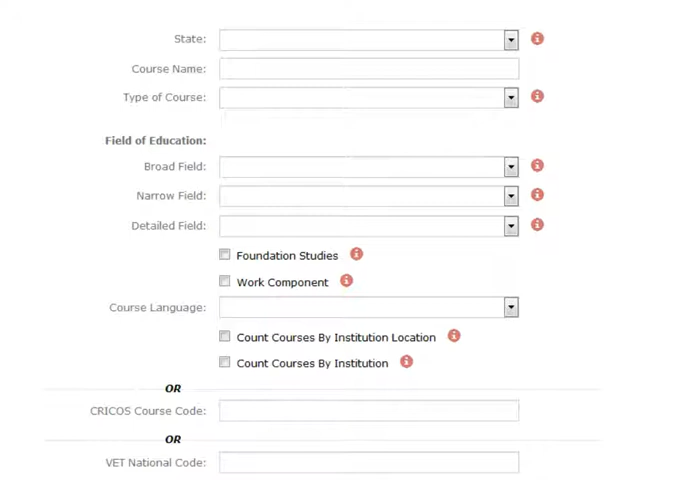 State:
Course Name:
Type of Course:
Field of Education:
Broad Field:
Narrow Field:
Detailed Field:
Foundation Studies
Work Component
Course Language:
Count Courses By Institution Location
Count Courses By Institution
OR
CRICOS Course Code:
OR
VET National Code: